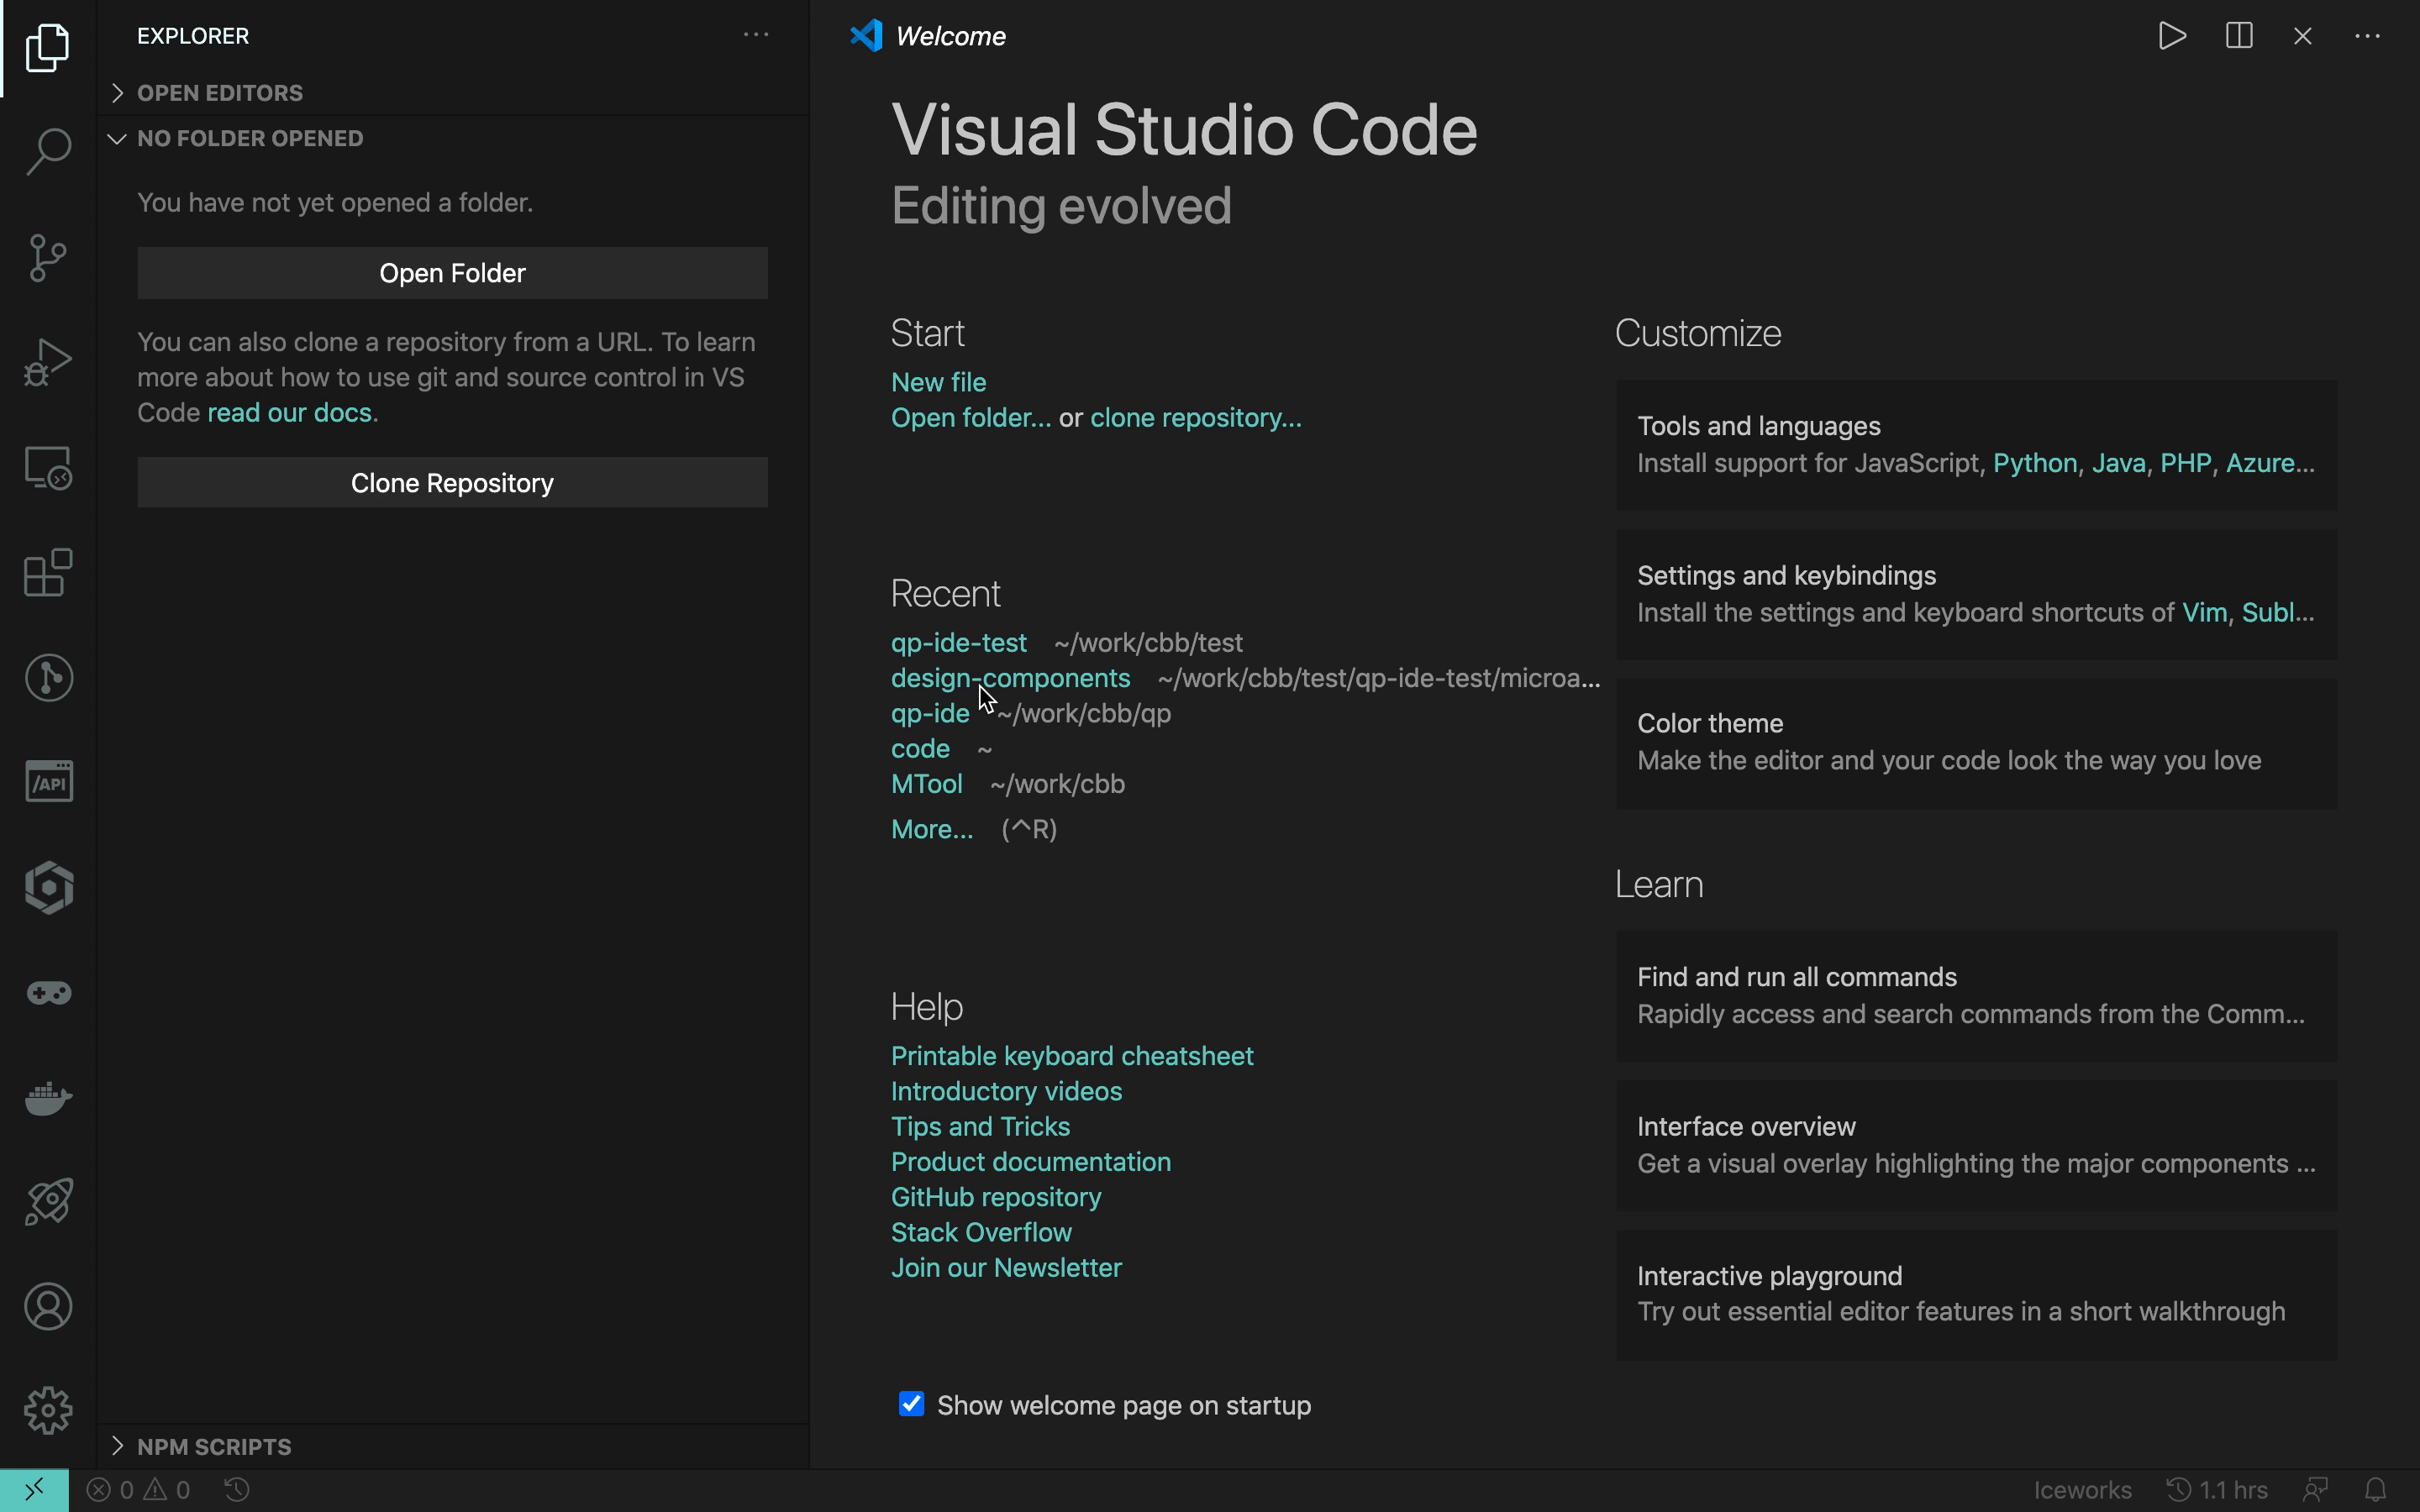 EXPLORER
OPEN EDITORS
NO FOLDER OPENED
You have not yet opened a folder.
Open Folder
You can also clone a repository from a URL. To learn
more about how to use git and source control in VS
Code read our docs.
Clone Repository
/API
NPM SCRIPTS
Welcome
Visual Studio Code
Editing evolved
Start
New file
Open folder... or clone repository...
Recent
qp-ide-test ~/work/cbb/test
design-components ~/work/cbb/test/qp-ide-test/microa...
qp-ide ~/work/cbb/qp
code ~
MTool ~/work/cbb
More... (^R)
Help
Printable keyboard cheatsheet
Introductory videos
Tips and Tricks
Product documentation
GitHub repository
Stack Overflow
Join our Newsletter
Show welcome page on startup
Customize
Tools and languages
Install support for JavaScript, Python, Java, PHP, Azure...
Settings and keybindings
Install the settings and keyboard shortcuts of Vim, Subl...
Color theme
Make the editor and your code look the way you love
Learn
Find and run all commands
Rapidly access and search commands from the Comm...
Interface overview
Get a visual overlay highlighting the major components ...
Interactive playground
Try out essential editor features in a short walkthrough
0 0
Iceworks 1.1 hrs